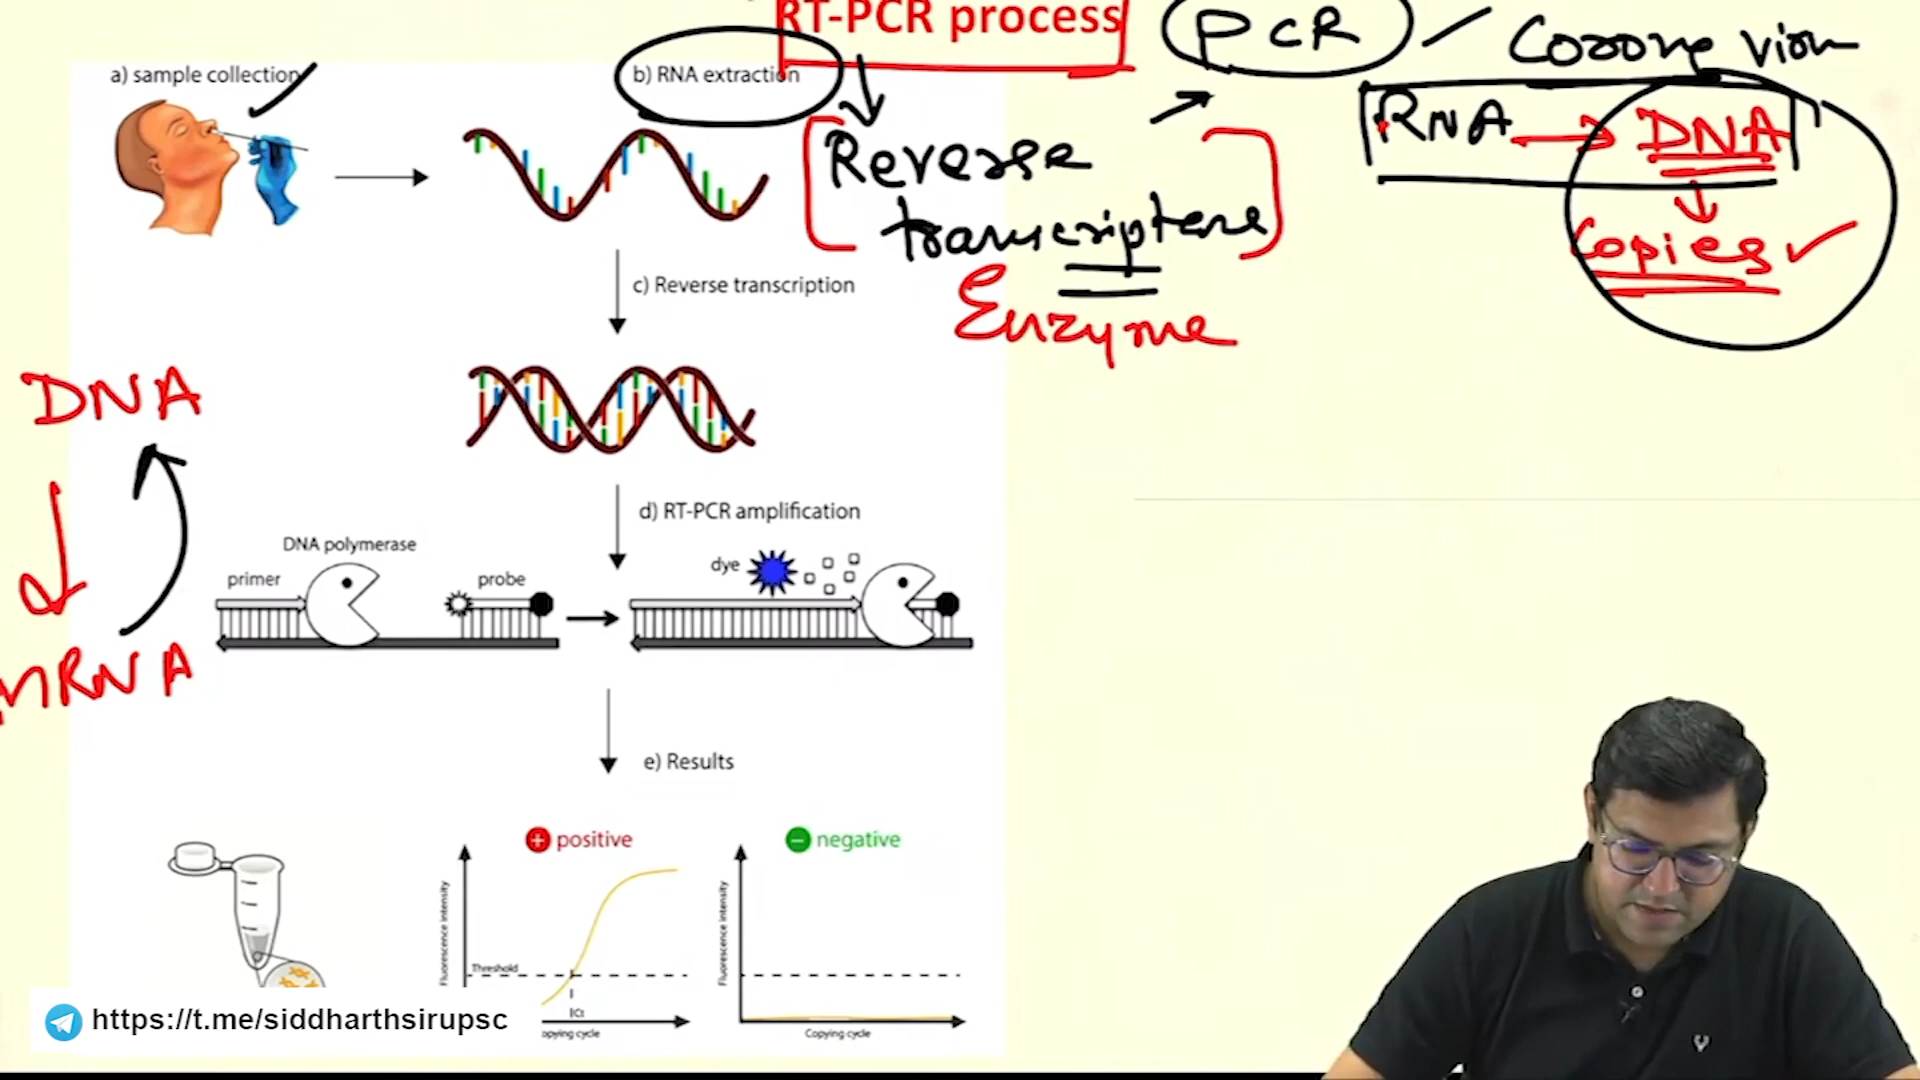 RT-PCR process
PCR
Corona virus
a) sample collection
b) RNA extraction
RNA → DNA
Reverse
transcriptase
Copies ✓
Enzyme
c) Reverse transcription
DNA
d) RT-PCR amplification
DNA polymerase
primer
probe
dye
mRNA
e) Results
+ positive
– negative
Fluorescence intensity
Threshold
Ct
opying cycle
Fluorescence intensity
Copying cycle
https://t.me/siddharthsirupsc